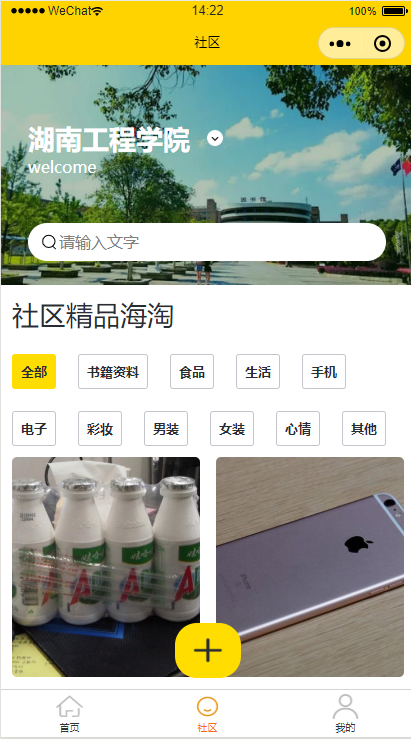 WeChat
14:22
100%
社区
湖南工程学院
welcome
请输入文字
社区精品海淘
全部
书籍资料
食品
生活
手机
电子
彩妆
男装
女装
心情
其他
iPhone
首页
社区
我的